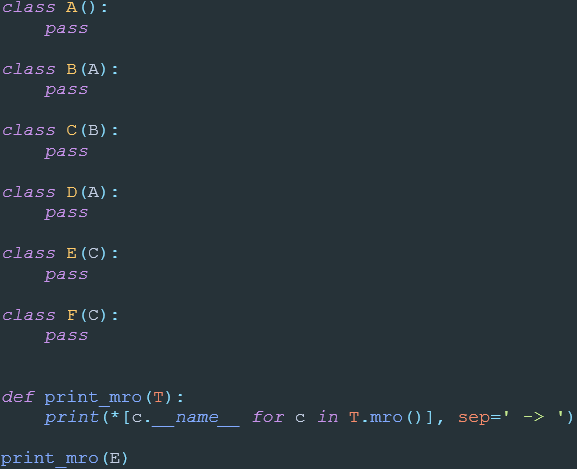 class A():
    pass

class B(A):
    pass

class C(B):
    pass

class D(A):
    pass

class E(C):
    pass

class F(C):
    pass


def print_mro(T):
    print(*[c.__name__ for c in T.mro()], sep=' -> ')

print_mro(E)